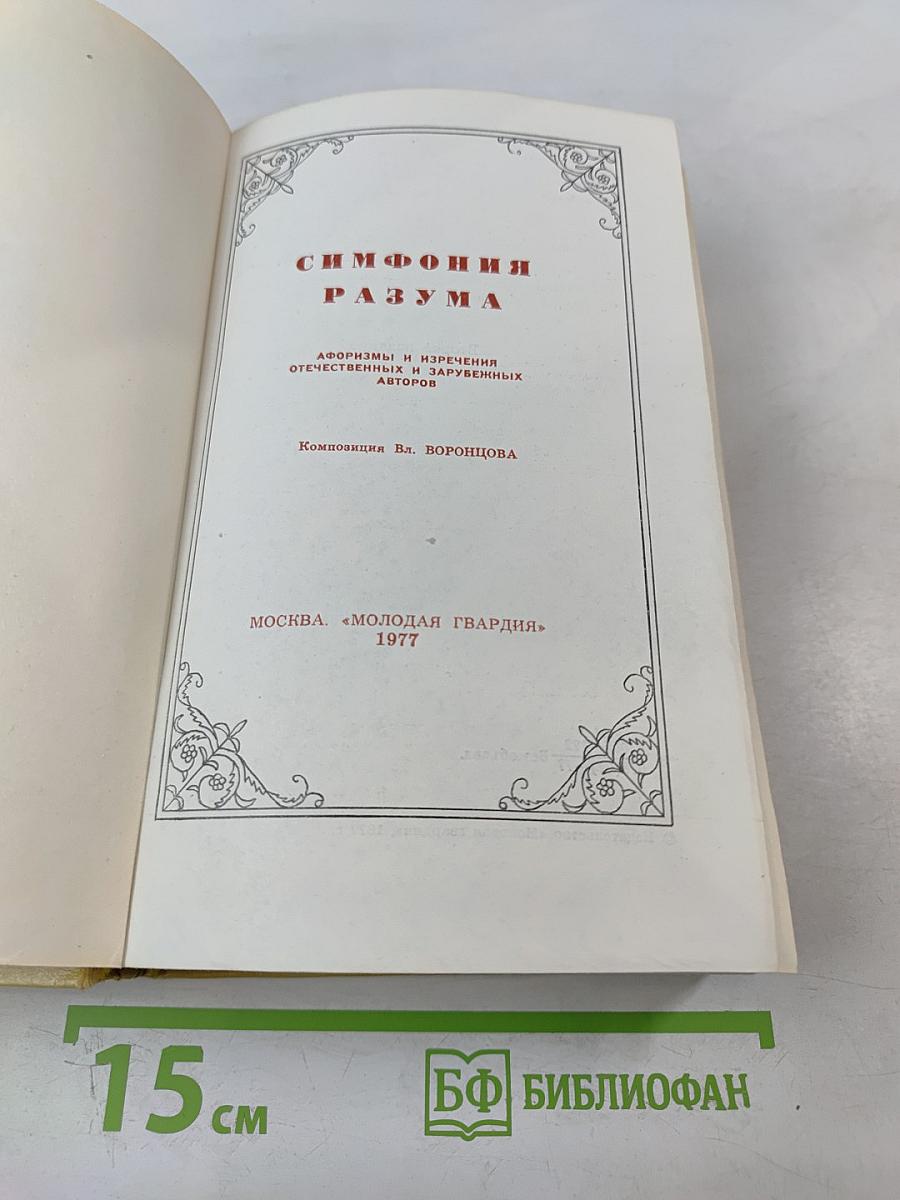 СИМФОНИЯ
РАЗУМА
АФОРИЗМЫ И ИЗРЕЧЕНИЯ
ОТЕЧЕСТВЕННЫХ И ЗАРУБЕЖНЫХ
АВТОРОВ
Композиция Вл. ВОРОНЦОВА
МОСКВА. «МОЛОДАЯ ГВАРДИЯ»
1977
15 см
БФ БИБЛИОФАН